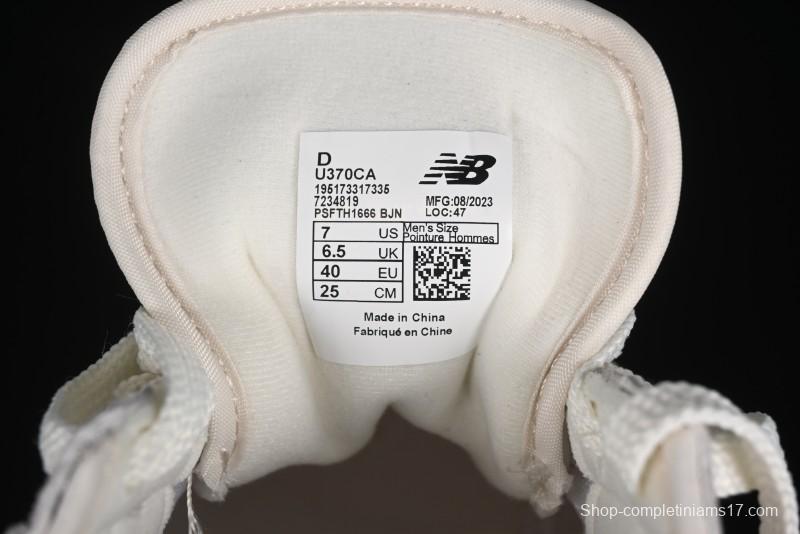 D
U370CA
195173317335
7234819
PSFTH1666 BJN
NB
MFG:08/2023
LOC:47
7 US
Men's Size
Pointure Hommes
6.5 UK
40 EU
25 CM
Made in China
Fabriqué en Chine
Shop-completiniams17.com